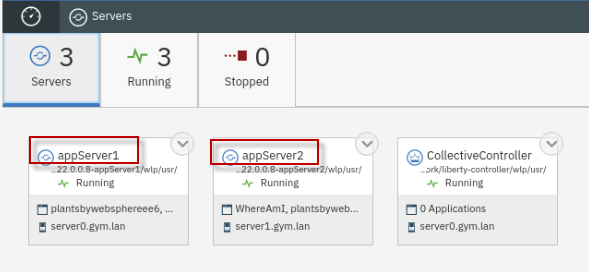 Servers
3
Servers
3
Running
0
Stopped
appServer1
..22.0.0.8-appServer1/wlp/usr/
Running
plantsbywebsphereee6, ...
server0.gym.lan
appServer2
..22.0.0.8-appServer2/wlp/usr/
Running
WhereAmI, plantsbyweb...
server1.gym.lan
CollectiveController
..ork/liberty-controller/wlp/usr/
Running
0 Applications
server0.gym.lan